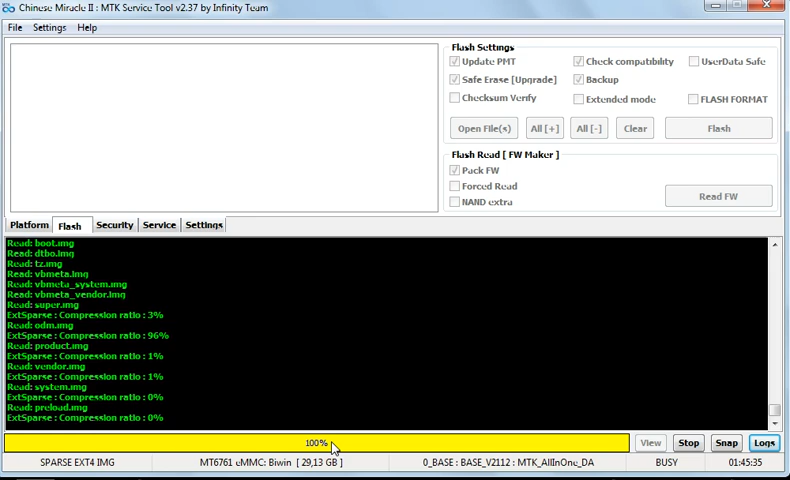 Chinese Miracle II : MTK Service Tool v2.37 by Infinity Team
File Settings Help
Flash Settings
Update PMT Check compatibility UserData Safe
Safe Erase [Upgrade] Backup
Checksum Verify Extended mode FLASH FORMAT
Open File(s) All [+] All [-] Clear Flash
Flash Read [ FW Maker ]
Pack FW
Forced Read
NAND extra
Read FW
Platform Flash Security Service Settings
Read: boot.img
Read: dtbo.img
Read: tz.img
Read: vbmeta.img
Read: vbmeta_system.img
Read: vbmeta_vendor.img
Read: super.img
ExtSparse : Compression ratio : 3%
Read: odm.img
ExtSparse : Compression ratio : 96%
Read: product.img
ExtSparse : Compression ratio : 1%
Read: vendor.img
ExtSparse : Compression ratio : 1%
Read: system.img
ExtSparse : Compression ratio : 0%
Read: preload.img
ExtSparse : Compression ratio : 0%
100% View Stop Snap Logs
SPARSE EXT4 IMG MT6761 eMMC: Biwin [ 29,13 GB ] 0_BASE : BASE_V2112 : MTK_AllInOne_DA BUSY 01:45:35